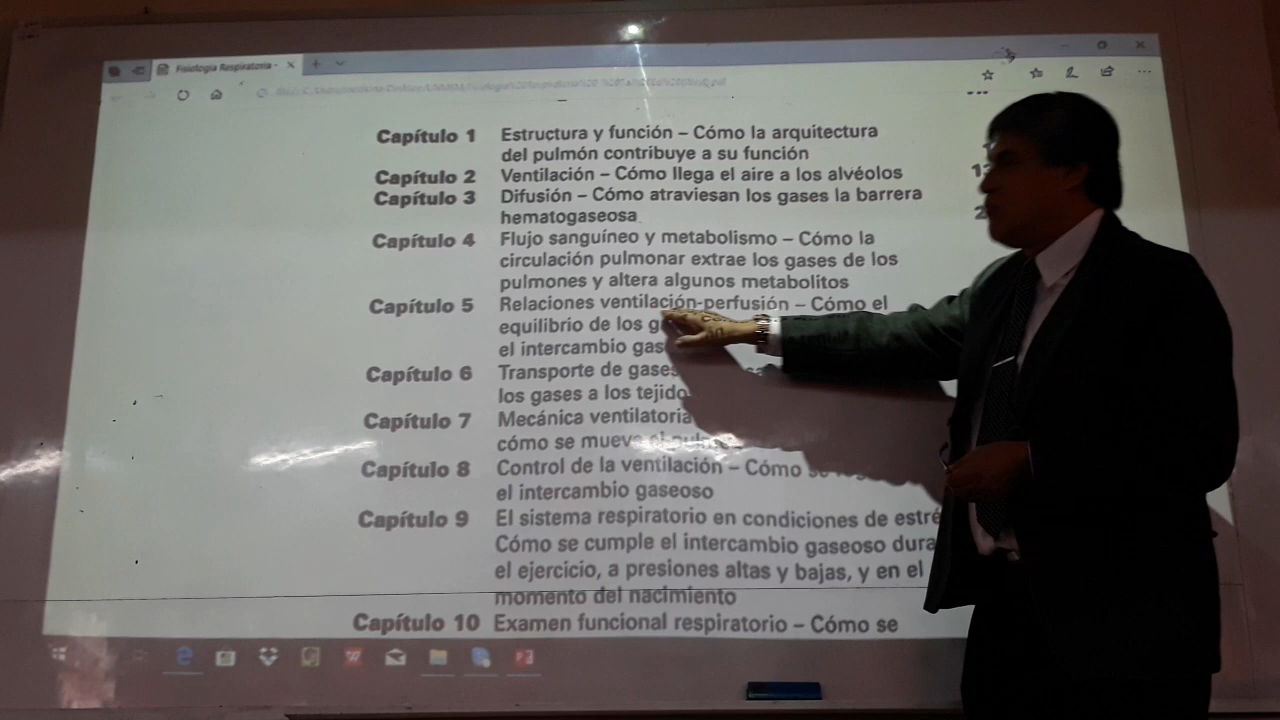 Fisiología Respiratoria -
Capítulo 1 Estructura y función – Cómo la arquitectura
del pulmón contribuye a su función
Capítulo 2 Ventilación – Cómo llega el aire a los alvéolos
Capítulo 3 Difusión – Cómo atraviesan los gases la barrera
hematogaseosa
Capítulo 4 Flujo sanguíneo y metabolismo – Cómo la
circulación pulmonar extrae los gases de los
pulmones y altera algunos metabolitos
Capítulo 5 Relaciones ventilación-perfusión – Cómo el
equilibrio de los
el intercambio
Capítulo 6 Transporte de gases
los gases a los
Capítulo 7 Mecánica ventilatoria
cómo se mueve
Capítulo 8 Control de la ventilación – Cómo
el intercambio gaseoso
Capítulo 9 El sistema respiratorio en condiciones de
Cómo se cumple el intercambio gaseoso
el ejercicio, a presiones altas y bajas, y en el
momento del nacimiento
Capítulo 10 Examen funcional respiratorio – Cómo se